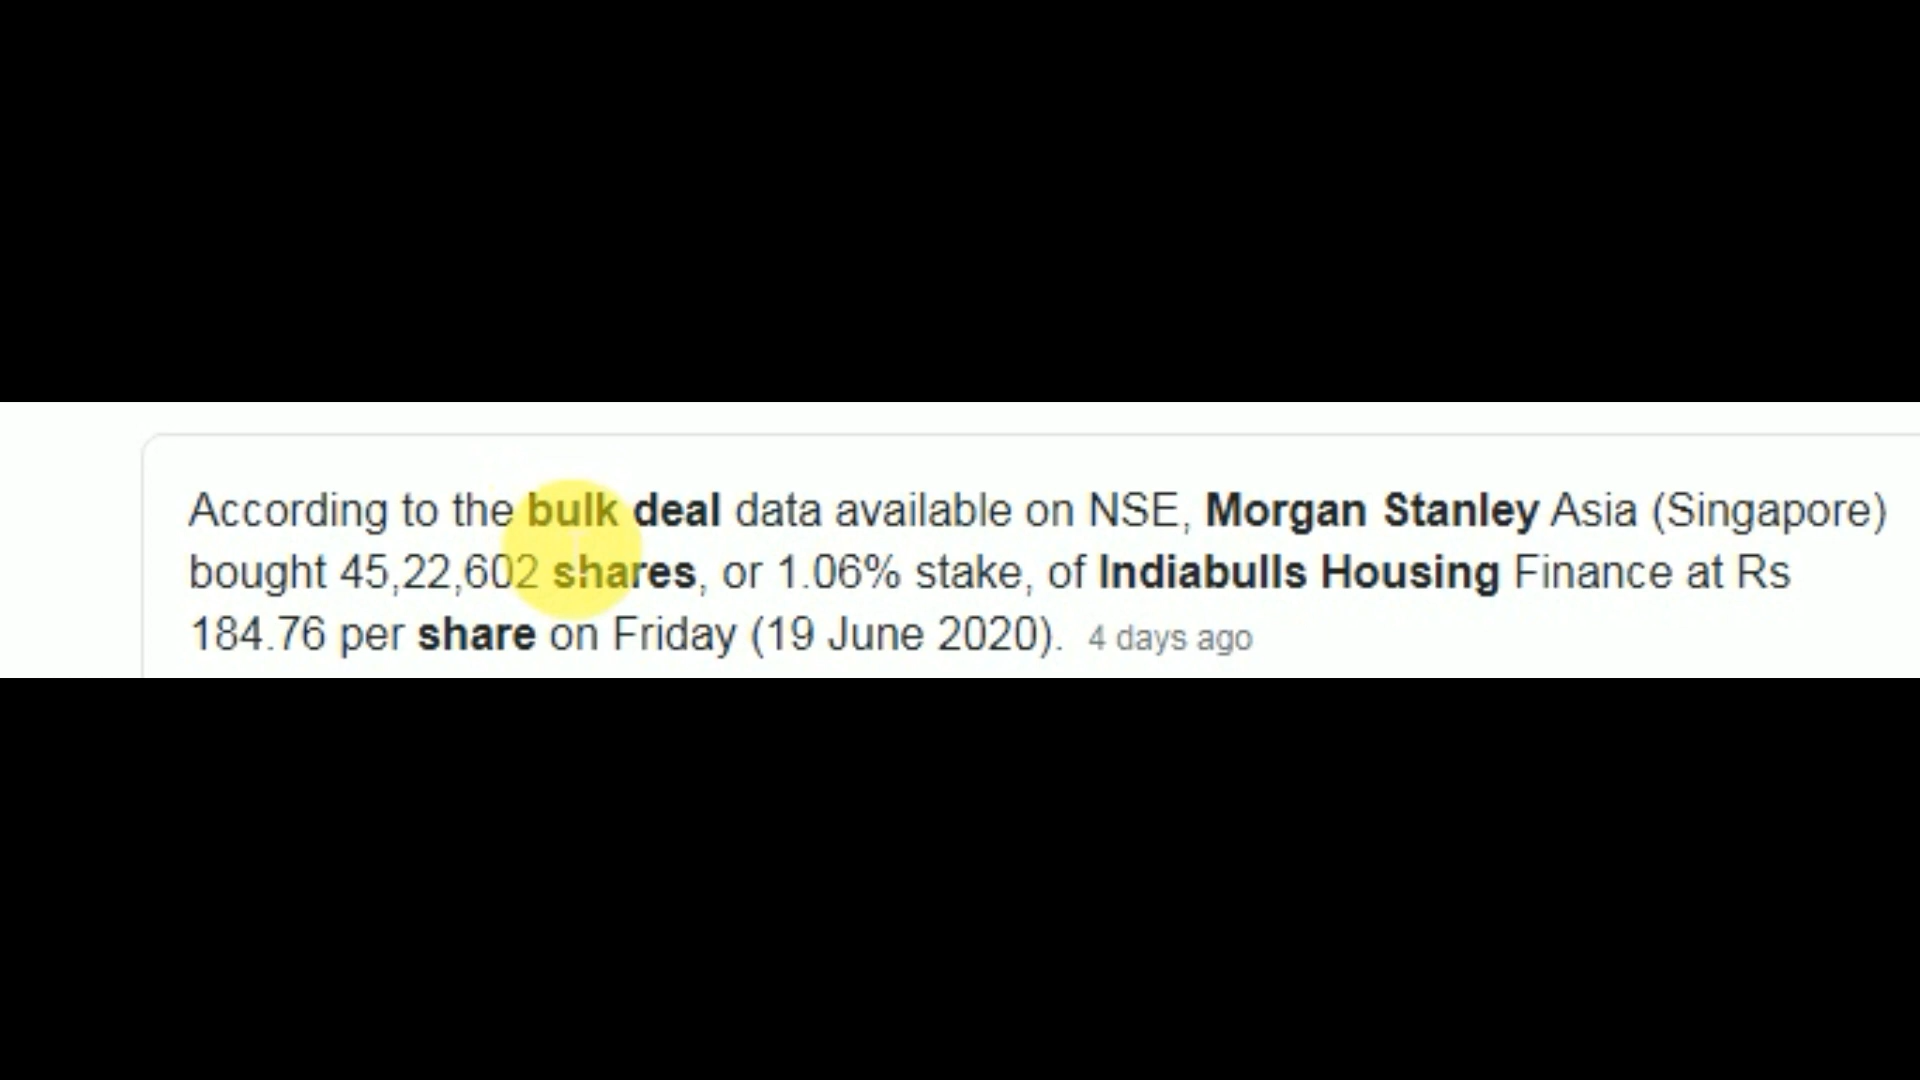 According to the bulk deal data available on NSE, Morgan Stanley Asia (Singapore)
bought 45,22,602 shares, or 1.06% stake, of Indiabulls Housing Finance at Rs
184.76 per share on Friday (19 June 2020). 4 days ago